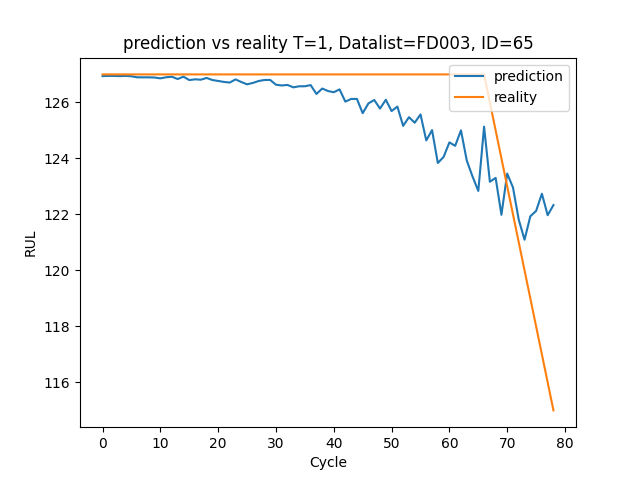 prediction vs reality T=1, Datalist=FD003, ID=65
prediction
reality
126
124
122
120
118
116
RUL
0 10 20 30 40 50 60 70 80
Cycle